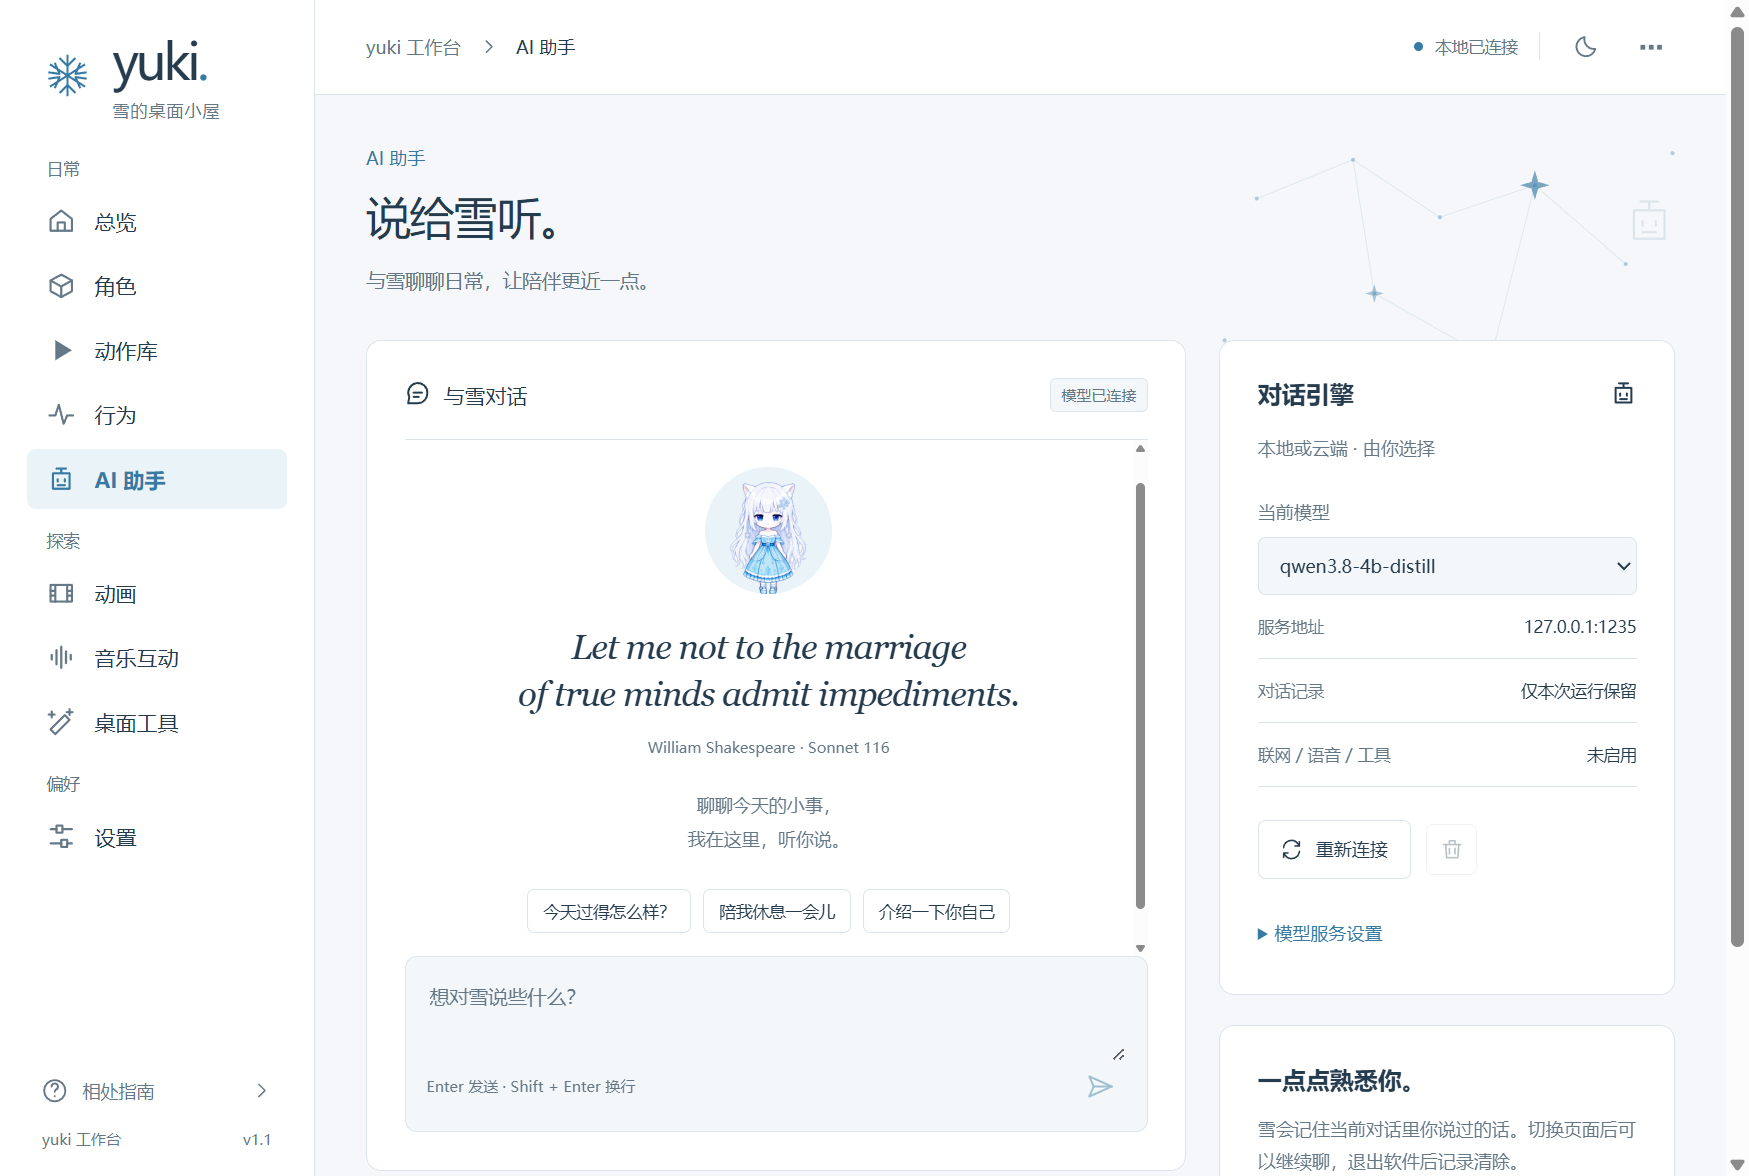 yuki.
雪的桌面小屋
日常
总览
角色
动作库
行为
AI 助手
探索
动画
音乐互动
桌面工具
偏好
设置
相处指南
yuki 工作台
v1.1
yuki 工作台
AI 助手
本地已连接
AI 助手
说给雪听。
与雪聊聊日常，让陪伴更近一点。
与雪对话
模型已连接
Let me not to the marriage
of true minds admit impediments.
William Shakespeare · Sonnet 116
聊聊今天的小事，
我在这里，听你说。
今天过得怎么样？
陪我休息一会儿
介绍一下你自己
想对雪说些什么？
Enter 发送 · Shift + Enter 换行
对话引擎
本地或云端 · 由你选择
当前模型
qwen3.8-4b-distill
服务地址
127.0.0.1:1235
对话记录
仅本次运行保留
联网 / 语音 / 工具
未启用
重新连接
模型服务设置
一点点熟悉你。
雪会记住当前对话里你说过的话。切换页面后可
以继续聊，退出软件后记录清除。